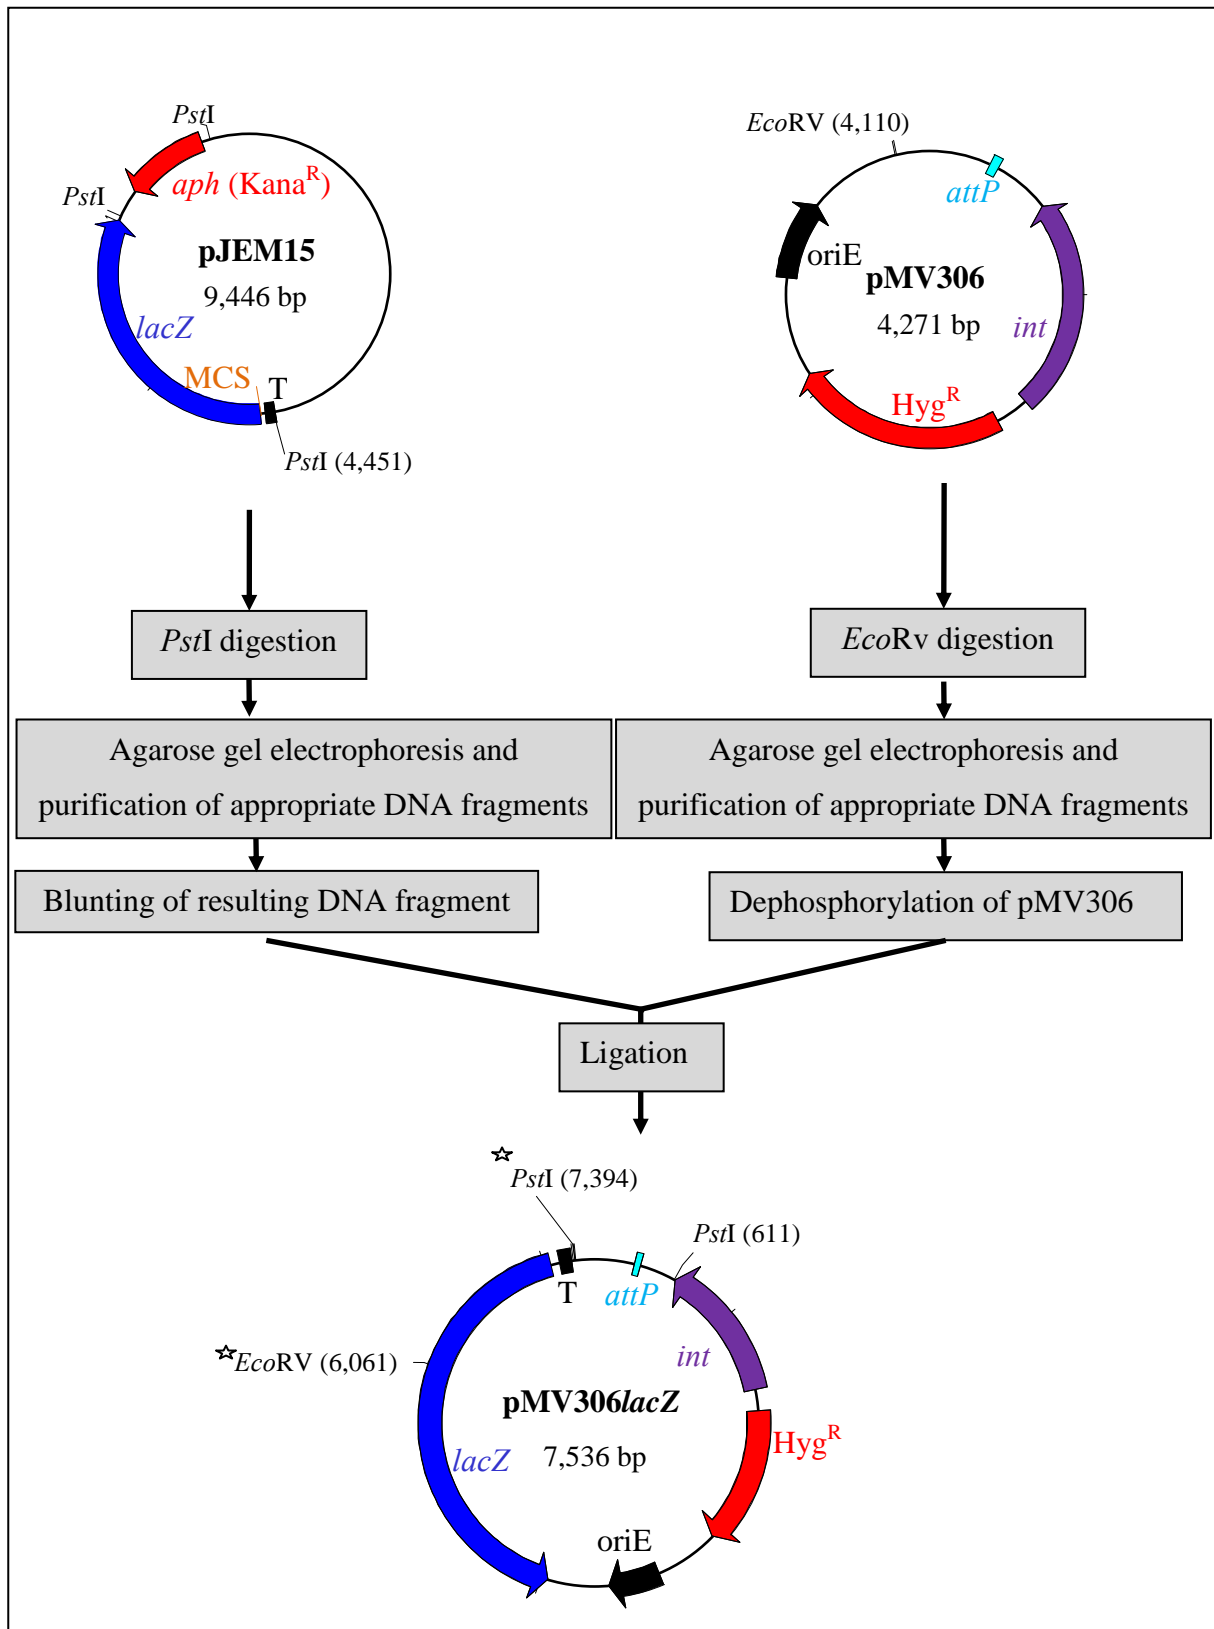 PstI
aph (Kana^R)
PstI
pJEM15
9,446 bp
lacZ
MCS
T
PstI (4,451)
EcoRV (4,110)
attP
oriE
pMV306
4,271 bp
int
Hyg^R
PstI digestion
EcoRv digestion
Agarose gel electrophoresis and
purification of appropriate DNA fragments
Agarose gel electrophoresis and
purification of appropriate DNA fragments
Blunting of resulting DNA fragment
Dephosphorylation of pMV306
Ligation
☆PstI (7,394)
PstI (611)
T
attP
☆EcoRV (6,061)
int
pMV306lacZ
Hyg^R
lacZ
7,536 bp
oriE